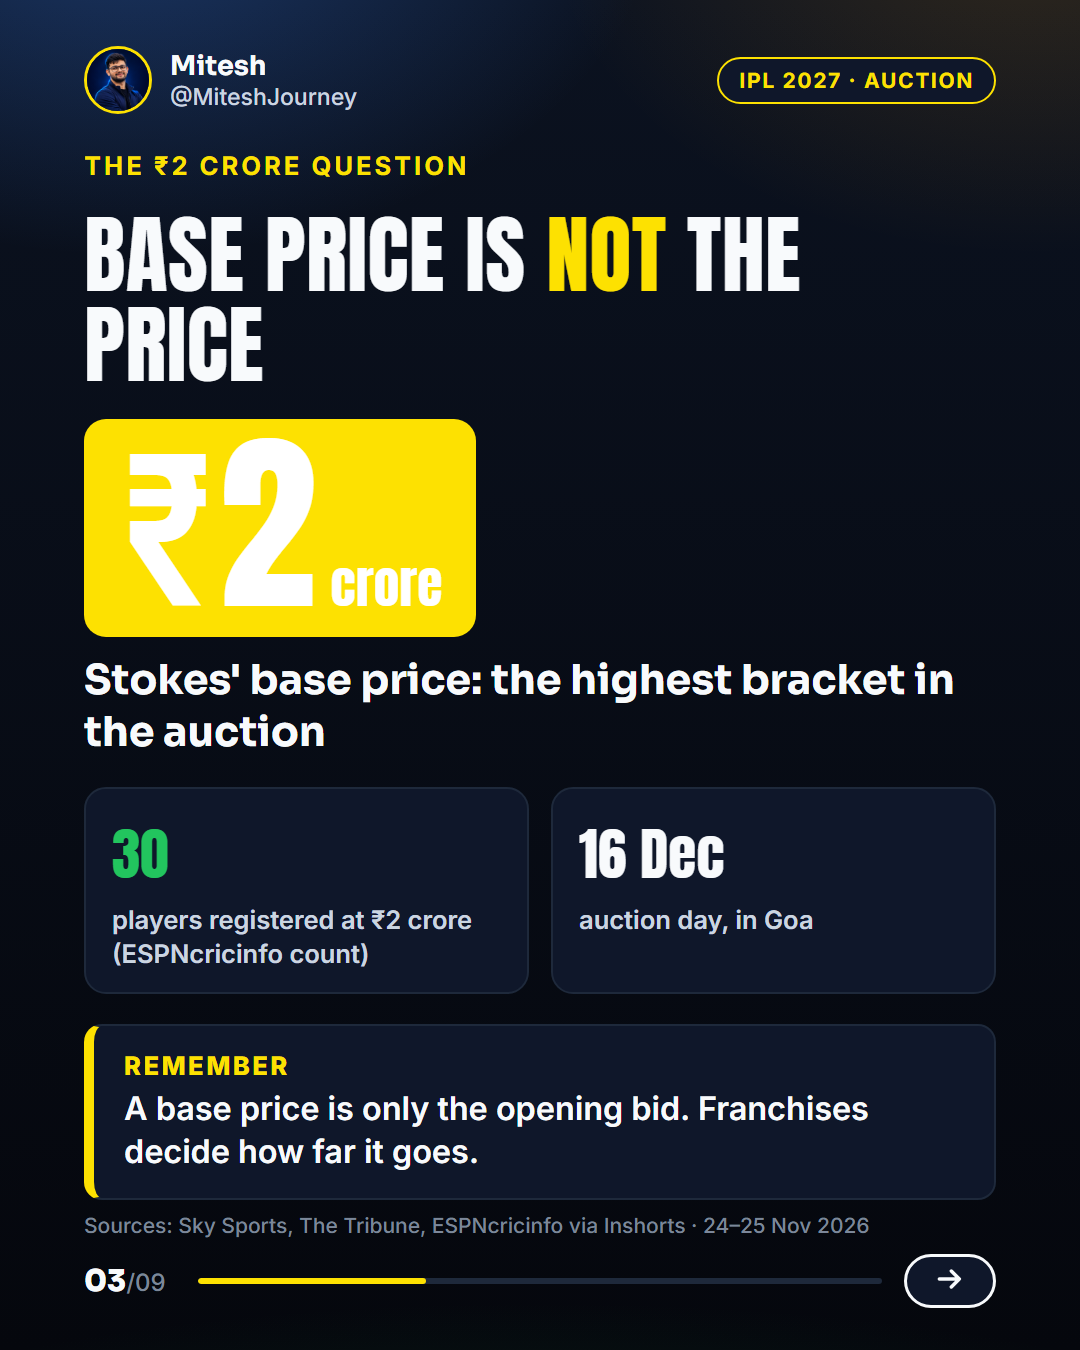 Mitesh
@MiteshJourney
IPL 2027 · AUCTION
THE ₹2 CRORE QUESTION
BASE PRICE IS NOT THE
PRICE
₹2 crore
Stokes' base price: the highest bracket in
the auction
30
players registered at ₹2 crore
(ESPNcricinfo count)
16 Dec
auction day, in Goa
REMEMBER
A base price is only the opening bid. Franchises
decide how far it goes.
Sources: Sky Sports, The Tribune, ESPNcricinfo via Inshorts · 24–25 Nov 2026
03/09